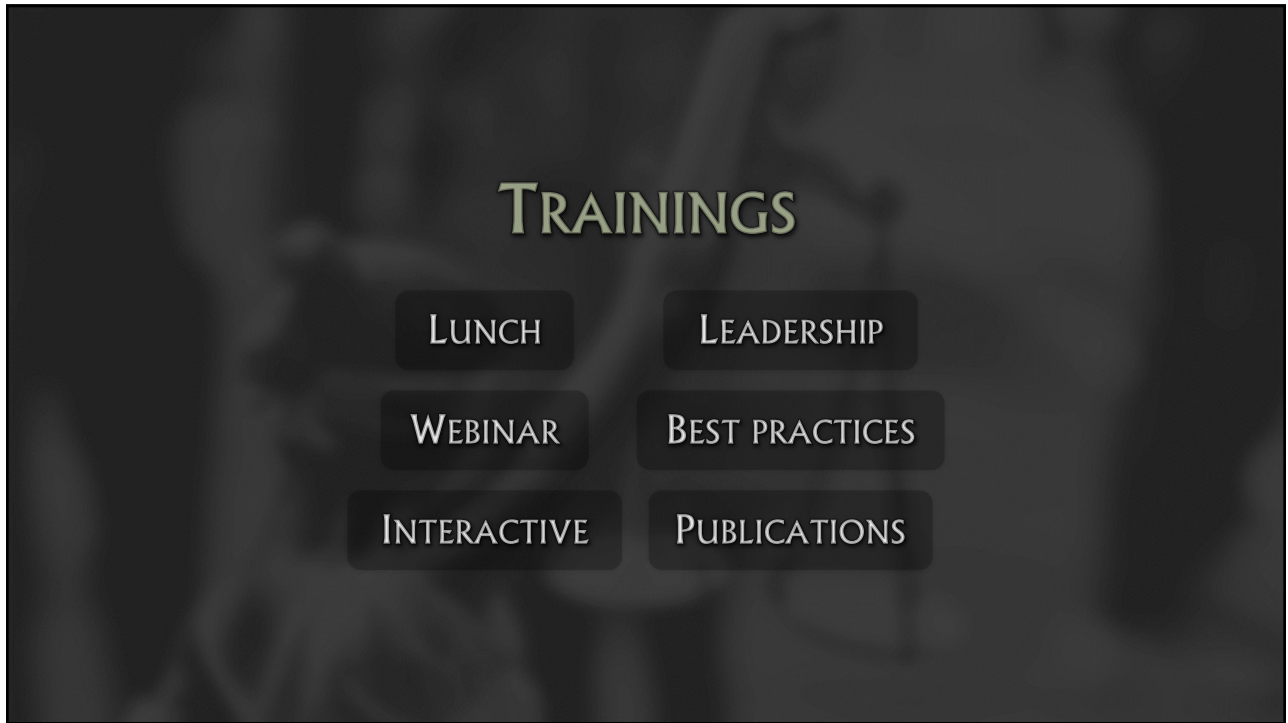 Trainings
Lunch
Leadership
Webinar
Best practices
Interactive
Publications